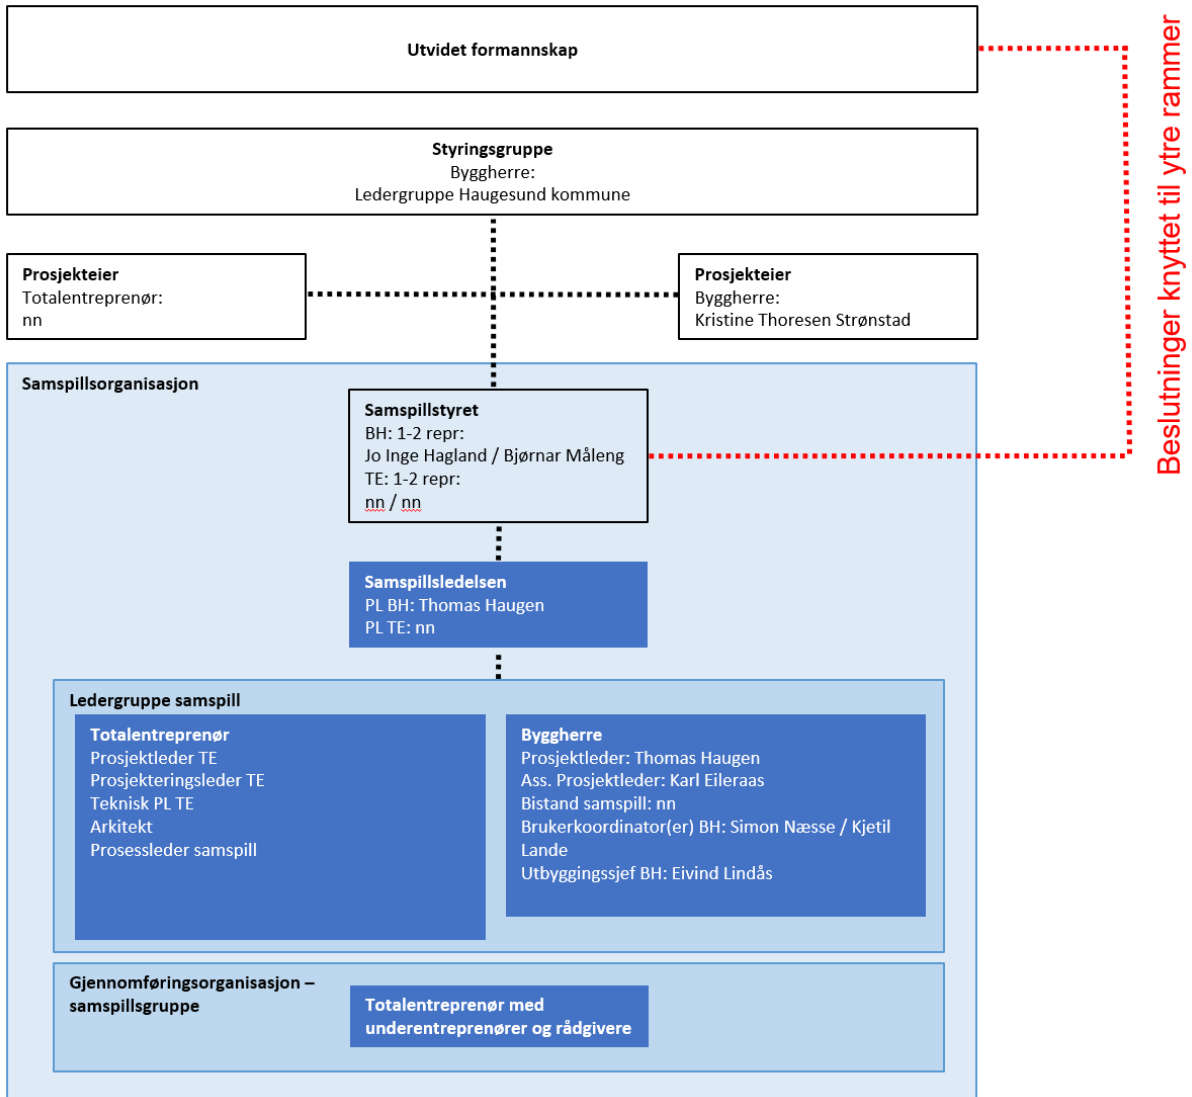 Utvidet formannskap
Beslutninger knyttet til ytre rammer
Styringsgruppe
Byggherre:
Ledergruppe Haugesund kommune
Prosjekteier
Totalentreprenør:
nn
Prosjekteier
Byggherre:
Kristine Thoresen Strønstad
Samspillsorganisasjon
Samspillstyret
BH: 1-2 repr:
Jo Inge Hagland / Bjørnar Måleng
TE: 1-2 repr:
nn / nn
Samspillsledelsen
PL BH: Thomas Haugen
PL TE: nn
Ledergruppe samspill
Totalentreprenør
Prosjektleder TE
Prosjekteringsleder TE
Teknisk PL TE
Arkitekt
Prosessleder samspill
Byggherre
Prosjektleder: Thomas Haugen
Ass. Prosjektleder: Karl Eileraas
Bistand samspill: nn
Brukerkoordinator(er) BH: Simon Næsse / Kjetil
Lande
Utbyggingssjef BH: Eivind Lindås
Gjennomføringsorganisasjon –
samspillsgruppe
Totalentreprenør med
underentreprenører og rådgivere